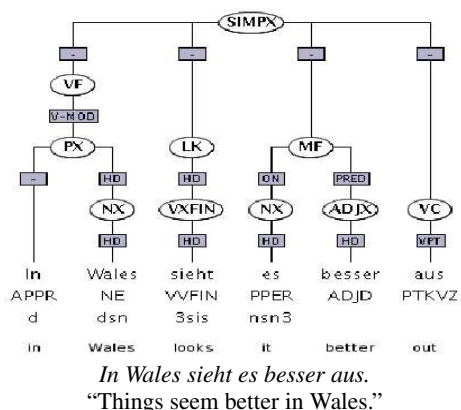 SIMPX
- - - -
VF
V-MOD
PX LK MF
- HD HD ON PRED
NX VXFIN NX ADJX VC
HD HD HD HD VPT
In Wales sieht es besser aus
APPR NE VVFIN PPER ADJD PTKVZ
d dsn 3sis nsn3
in Wales looks it better out
In Wales sieht es besser aus.
“Things seem better in Wales.”